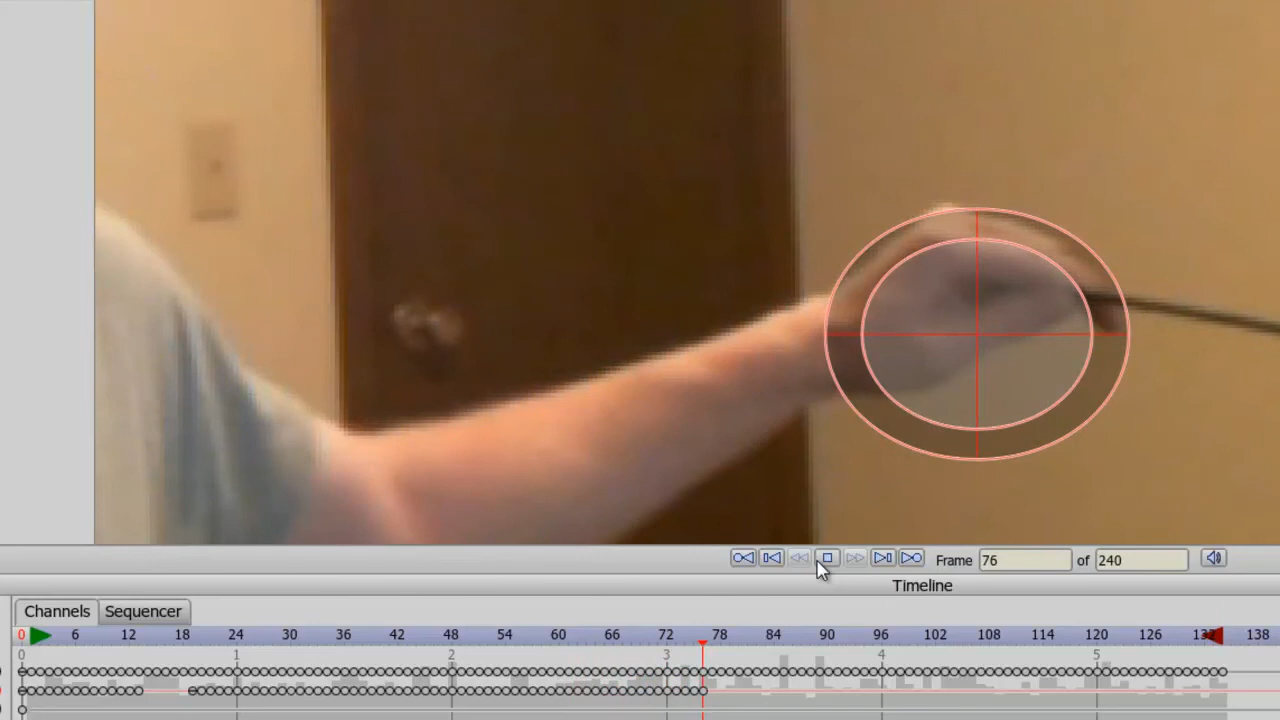 Frame 76 of 240
Timeline
Channels Sequencer
0 6 12 18 24 30 36 42 48 54 60 66 72 78 84 90 96 102 108 114 120 126 132 138
0 1 2 3 4 5